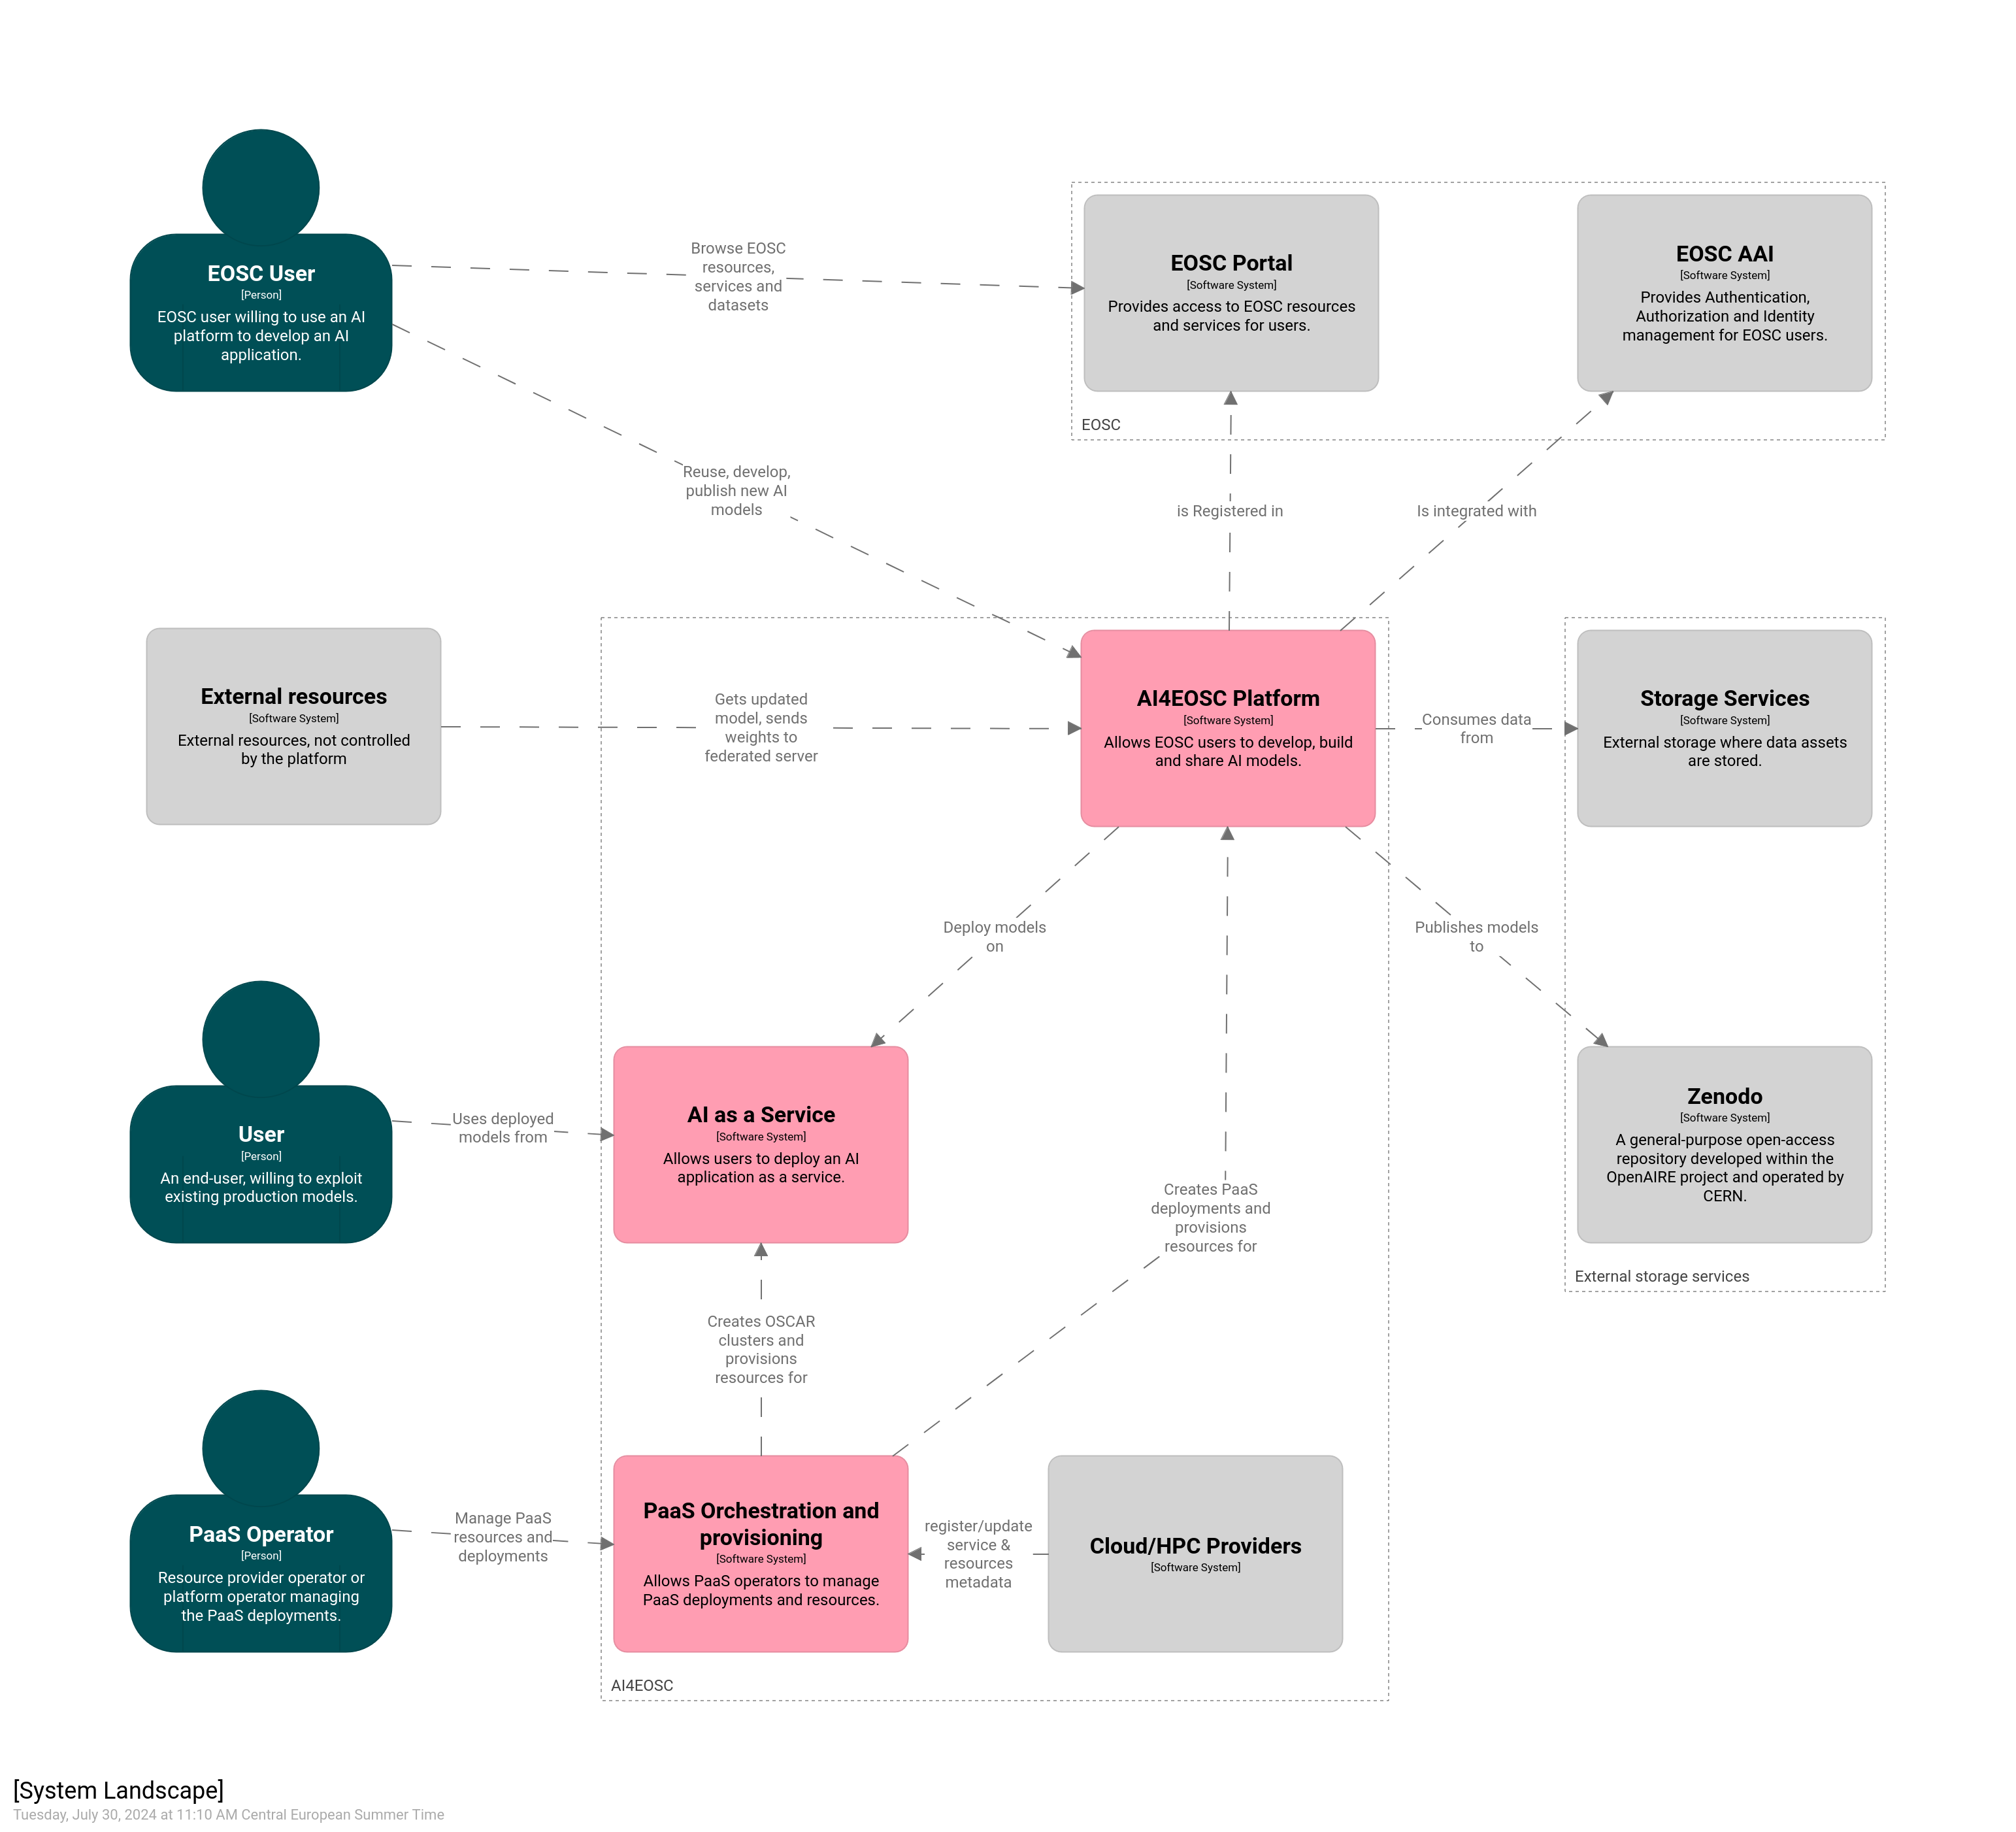 EOSC User
[Person]
EOSC user willing to use an AI
platform to develop an AI
application.
Browse EOSC
resources,
services and
datasets
EOSC Portal
[Software System]
Provides access to EOSC resources
and services for users.
EOSC AAI
[Software System]
Provides Authentication,
Authorization and Identity
management for EOSC users.
EOSC
Reuse, develop,
publish new AI
models
is Registered in
Is integrated with
External resources
[Software System]
External resources, not controlled
by the platform
Gets updated
model, sends
weights to
federated server
AI4EOSC Platform
[Software System]
Allows EOSC users to develop, build
and share AI models.
Consumes data
from
Storage Services
[Software System]
External storage where data assets
are stored.
Deploy models
on
Publishes models
to
User
[Person]
An end-user, willing to exploit
existing production models.
Uses deployed
models from
AI as a Service
[Software System]
Allows users to deploy an AI
application as a service.
Creates PaaS
deployments and
provisions
resources for
Zenodo
[Software System]
A general-purpose open-access
repository developed within the
OpenAIRE project and operated by
CERN.
External storage services
Creates OSCAR
clusters and
provisions
resources for
PaaS Operator
[Person]
Resource provider operator or
platform operator managing
the PaaS deployments.
Manage PaaS
resources and
deployments
PaaS Orchestration and
provisioning
[Software System]
Allows PaaS operators to manage
PaaS deployments and resources.
register/update
service &
resources
metadata
Cloud/HPC Providers
[Software System]
AI4EOSC
[System Landscape]
Tuesday, July 30, 2024 at 11:10 AM Central European Summer Time